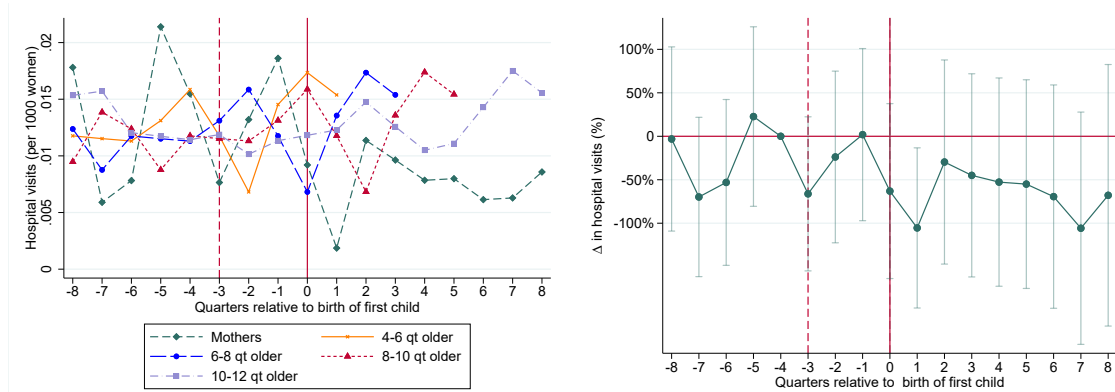 Hospital visits (per 1000 women)
.02
.015
.01
.005
0
-8 -7 -6 -5 -4 -3 -2 -1 0 1 2 3 4 5 6 7 8
Quarters relative to birth of first child
Mothers
4-6 qt older
6-8 qt older
8-10 qt older
10-12 qt older
Δ in hospital visits (%)
100%
50%
0
-50%
-100%
-8 -7 -6 -5 -4 -3 -2 -1 0 1 2 3 4 5 6 7 8
Quarters relative to birth of first child